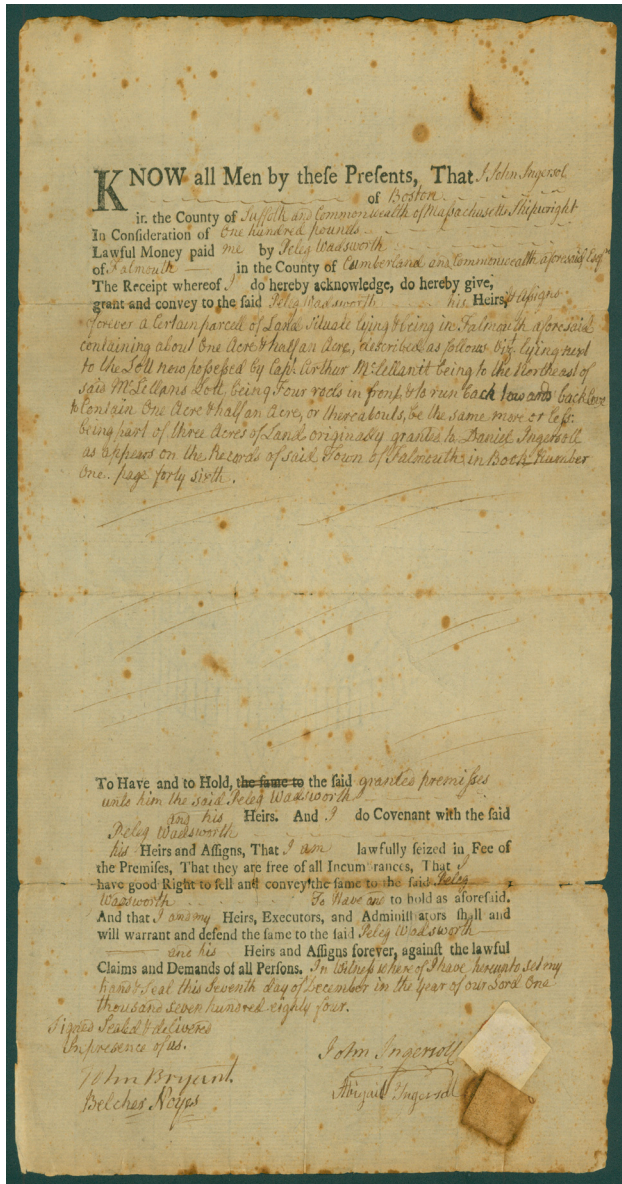 KNOW all Men by theſe Preſents, That I John Ingersol,
of Boston
in the County of Suffolk and Commonwealth of Massachusetts Shipwright
In Conſideration of One hundred pounds
Lawful Money paid me by Peleg Wadsworth
of Falmouth in the County of Cumberland and Commonwealth aforesaid Esqr
The Receipt whereof I do hereby acknowledge, do hereby give,
grant and convey to the ſaid Peleg Wadsworth his Heirs, & Assigns
forever a Certain parcell of Land Situate lying & being in Falmouth aforesaid
containing about One Acre & half an Acre, described as follows viz. lying next
to the Lott now possessed by Capt. Arthur McLellan it being to the Northeast of
said McLellans Lott, being Four rods in front, & to run back towards back Cove
to Contain One Acre & half an Acre, or thereabouts, be the same more or less.
being part of three Acres of Land originally granted to Daniel Ingersoll
as appears on the Records of said Town of Falmouth in Book Number
One. page forty sixth.
To Have and to Hold, the ſame to the ſaid granted premisses
unto him the said Peleg Wadsworth
and his Heirs. And I do Covenant with the ſaid
Peleg Wadsworth
his Heirs and Aſſigns, That I am lawfully ſeized in Fee of
the Premiſes, That they are free of all Incumbrances, That I
have good Right to ſell and convey the ſame to the ſaid Peleg
Wadsworth To Have and to hold as aforeſaid.
And that I and my Heirs, Executors, and Adminiſtrators ſhall and
will warrant and defend the ſame to the ſaid Peleg Wadsworth
and his Heirs and Aſſigns forever, againſt the lawful
Claims and Demands of all Perſons. In Witness whereof I have hereunto set my
hand & Seal this Seventh day of December in the year of our Lord One
thousand seven hundred eighty four.
Signed Sealed & delivered
In presence of us.
John Ingersoll
John Bryant
Abigail Ingersoll
Belcher Noyes